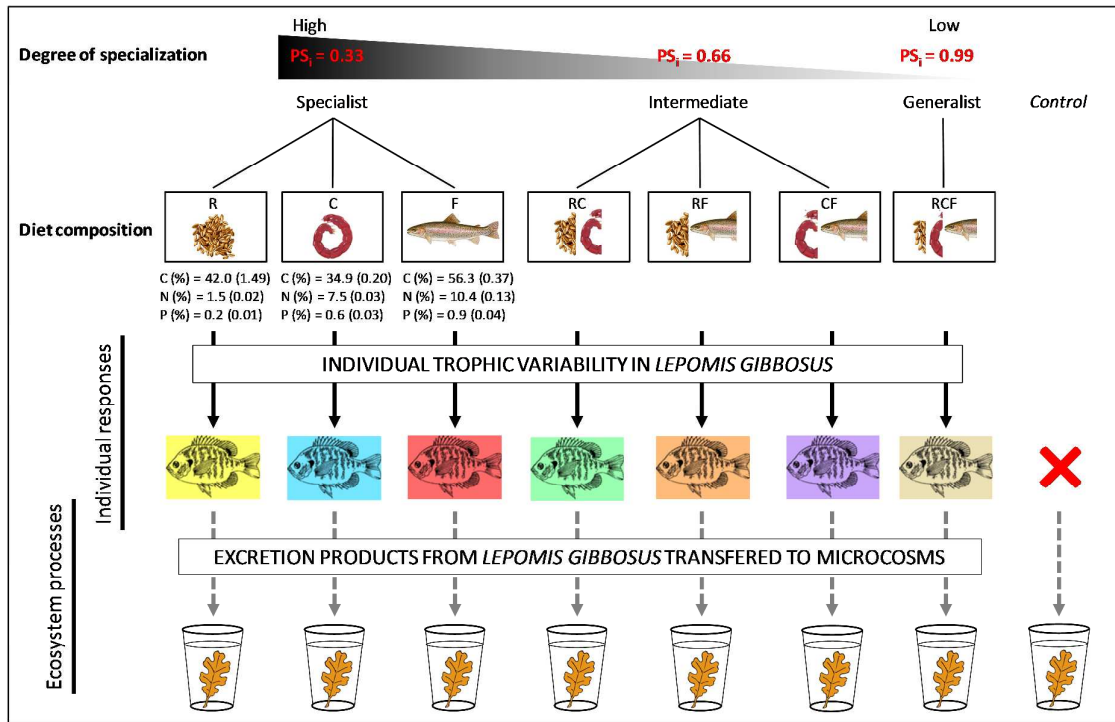 High
Low
Degree of specialization
PSi = 0.33
PSi = 0.66
PSi = 0.99
Specialist
Intermediate
Generalist
Control
Diet composition
R
C
F
RC
RF
CF
RCF
C (%) = 42.0 (1.49)
N (%) = 1.5 (0.02)
P (%) = 0.2 (0.01)
C (%) = 34.9 (0.20)
N (%) = 7.5 (0.03)
P (%) = 0.6 (0.03)
C (%) = 56.3 (0.37)
N (%) = 10.4 (0.13)
P (%) = 0.9 (0.04)
Individual responses
INDIVIDUAL TROPHIC VARIABILITY IN LEPOMIS GIBBOSUS
Ecosystem processes
EXCRETION PRODUCTS FROM LEPOMIS GIBBOSUS TRANSFERED TO MICROCOSMS